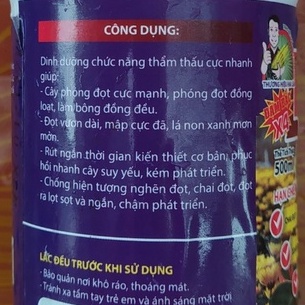 CÔNG DỤNG:
Dinh dưỡng chức năng thẩm thấu cực nhanh
giúp:
- Cây phóng đọt cực mạnh, phóng đọt đồng
loạt, làm bông đồng đều.
- Đọt vươn dài, mập cực đã, lá non xanh mơn
mởn.
- Rút ngắn thời gian kiến thiết cơ bản, phục
hồi nhanh cây suy yếu, kém phát triển.
- Chống hiện tượng nghẹn đọt, chai đọt, đọt
ra lọt sọt và ngắn, chậm phát triển.
LẮC ĐỀU TRƯỚC KHI SỬ DỤNG
- Bảo quản nơi khô ráo, thoáng mát.
- Tránh xa tầm tay trẻ em và ánh sáng mặt trời
THƯƠNG HIỆU
500ml